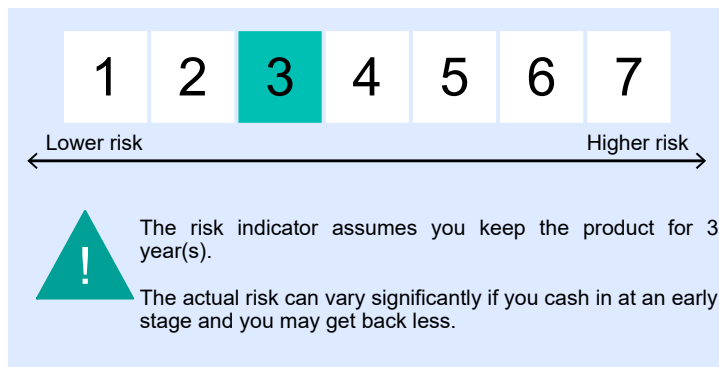 1 2 3 4 5 6 7
Lower risk Higher risk
The risk indicator assumes you keep the product for 3
year(s).
!
The actual risk can vary significantly if you cash in at an early
stage and you may get back less.